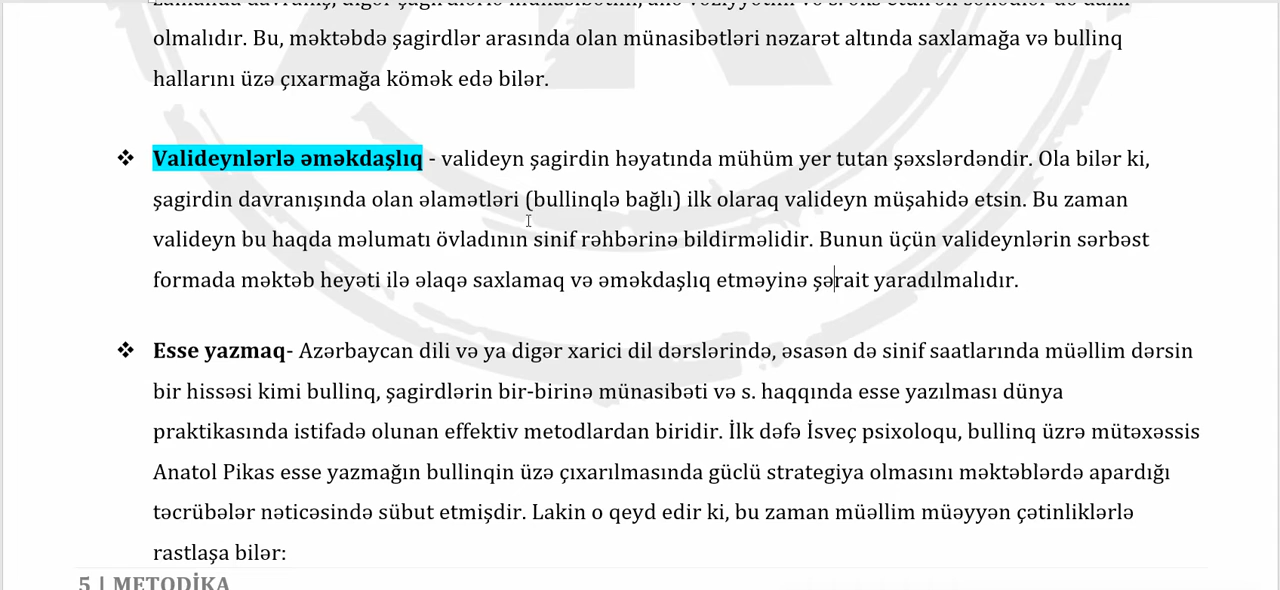 olmalıdır. Bu, məktəbdə şagirdlər arasında olan münasibətləri nəzarət altında saxlamağa və bullinq
hallarını üzə çıxarmağa kömək edə bilər.
❖ Valideynlərlə əməkdaşlıq - valideyn şagirdin həyatında mühüm yer tutan şəxslərdəndir. Ola bilər ki,
şagirdin davranışında olan əlamətləri (bullinqlə bağlı) ilk olaraq valideyn müşahidə etsin. Bu zaman
valideyn bu haqda məlumatı övladının sinif rəhbərinə bildirməlidir. Bunun üçün valideynlərin sərbəst
formada məktəb heyəti ilə əlaqə saxlamaq və əməkdaşlıq etməyinə şərait yaradılmalıdır.
❖ Esse yazmaq- Azərbaycan dili və ya digər xarici dil dərslərində, əsasən də sinif saatlarında müəllim dərsin
bir hissəsi kimi bullinq, şagirdlərin bir-birinə münasibəti və s. haqqında esse yazılması dünya
praktikasında istifadə olunan effektiv metodlardan biridir. İlk dəfə İsveç psixoloqu, bullinq üzrə mütəxəssis
Anatol Pikas esse yazmağın bullinqin üzə çıxarılmasında güclü strategiya olmasını məktəblərdə apardığı
təcrübələr nəticəsində sübut etmişdir. Lakin o qeyd edir ki, bu zaman müəllim müəyyən çətinliklərlə
rastlaşa bilər:
5 | METODİKA